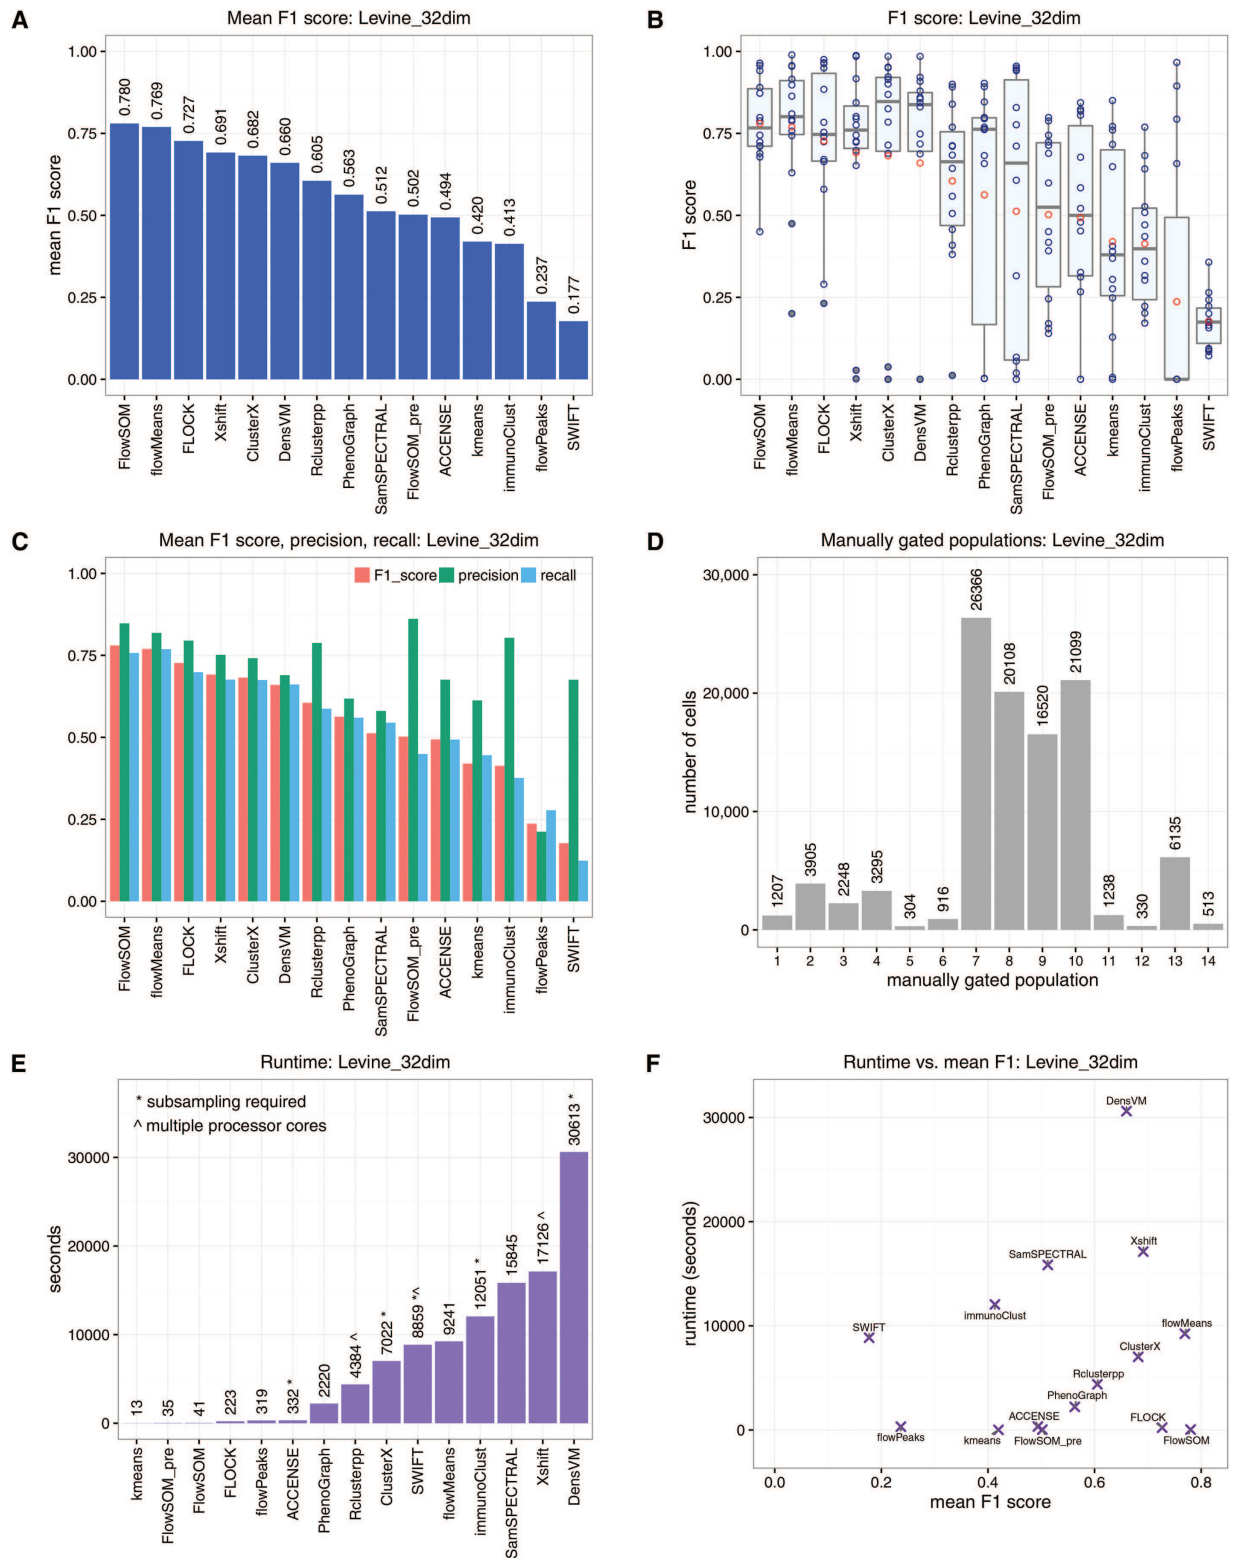 A
Mean F1 score: Levine_32dim
mean F1 score
1.00
0.75
0.50
0.25
0.00
0.780
0.769
0.727
0.691
0.682
0.660
0.605
0.563
0.512
0.502
0.494
0.420
0.413
0.237
0.177
FlowSOM
flowMeans
FLOCK
Xshift
ClusterX
DensVM
Rclusterpp
PhenoGraph
SamSPECTRAL
FlowSOM_pre
ACCENSE
kmeans
immunoClust
flowPeaks
SWIFT
B
F1 score: Levine_32dim
F1 score
1.00
0.75
0.50
0.25
0.00
FlowSOM
flowMeans
FLOCK
Xshift
ClusterX
DensVM
Rclusterpp
PhenoGraph
SamSPECTRAL
FlowSOM_pre
ACCENSE
kmeans
immunoClust
flowPeaks
SWIFT
C
Mean F1 score, precision, recall: Levine_32dim
F1_score precision recall
1.00
0.75
0.50
0.25
0.00
FlowSOM
flowMeans
FLOCK
Xshift
ClusterX
DensVM
Rclusterpp
PhenoGraph
SamSPECTRAL
FlowSOM_pre
ACCENSE
kmeans
immunoClust
flowPeaks
SWIFT
D
Manually gated populations: Levine_32dim
number of cells
30,000
20,000
10,000
0
1207
3905
2248
3295
304
916
26366
20108
16520
21099
1238
330
6135
513
1 2 3 4 5 6 7 8 9 10 11 12 13 14
manually gated population
E
Runtime: Levine_32dim
* subsampling required
^ multiple processor cores
seconds
30000
20000
10000
0
13
35
41
223
319
332 *
2220
4384 ^
7022 *
8859 *^
9241
12051 *
15845
17126 ^
30613 *
kmeans
FlowSOM_pre
FlowSOM
FLOCK
flowPeaks
ACCENSE
PhenoGraph
Rclusterpp
ClusterX
SWIFT
flowMeans
immunoClust
SamSPECTRAL
Xshift
DensVM
F
Runtime vs. mean F1: Levine_32dim
runtime (seconds)
30000
20000
10000
0
DensVM
Xshift
SamSPECTRAL
immunoClust
SWIFT
flowMeans
ClusterX
Rclusterpp
PhenoGraph
ACCENSE
FLOCK
flowPeaks
kmeans
FlowSOM_pre
FlowSOM
0.0 0.2 0.4 0.6 0.8
mean F1 score